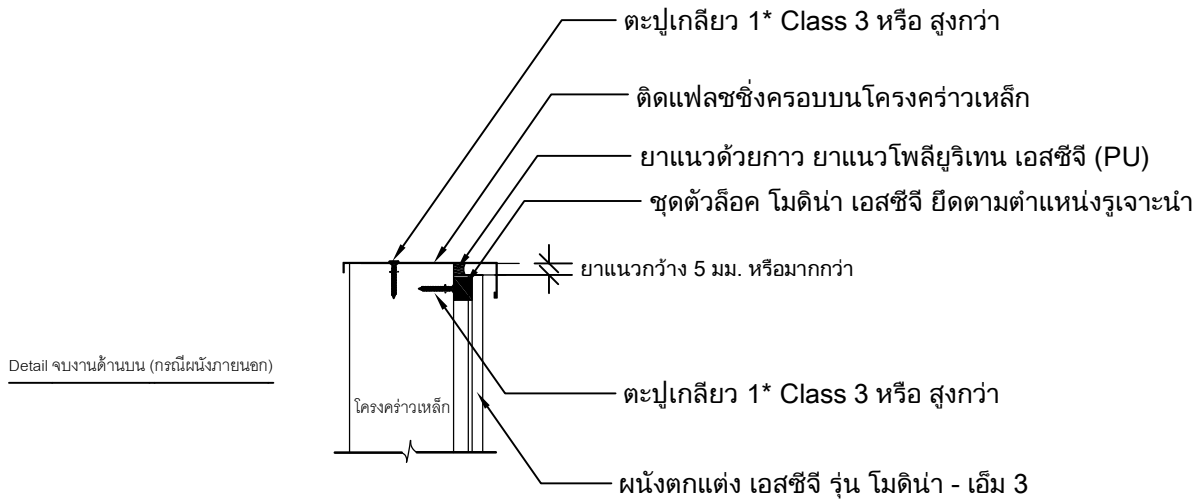 ตะปูเกลียว 1* Class 3 หรือ สูงกว่า
ติดแฟลชชิ่งครอบบนโครงคร่าวเหล็ก
ยาแนวด้วยกาว ยาแนวโพลียูริเทน เอสซีจี (PU)
ชุดตัวล็อค โมดิน่า เอสซีจี ยึดตามตำแหน่งรูเจาะนำ
ยาแนวกว้าง 5 มม. หรือมากกว่า
Detail จบงานด้านบน (กรณีผนังภายนอก)
โครงคร่าวเหล็ก
ตะปูเกลียว 1* Class 3 หรือ สูงกว่า
ผนังตกแต่ง เอสซีจี รุ่น โมดิน่า - เอ็ม 3